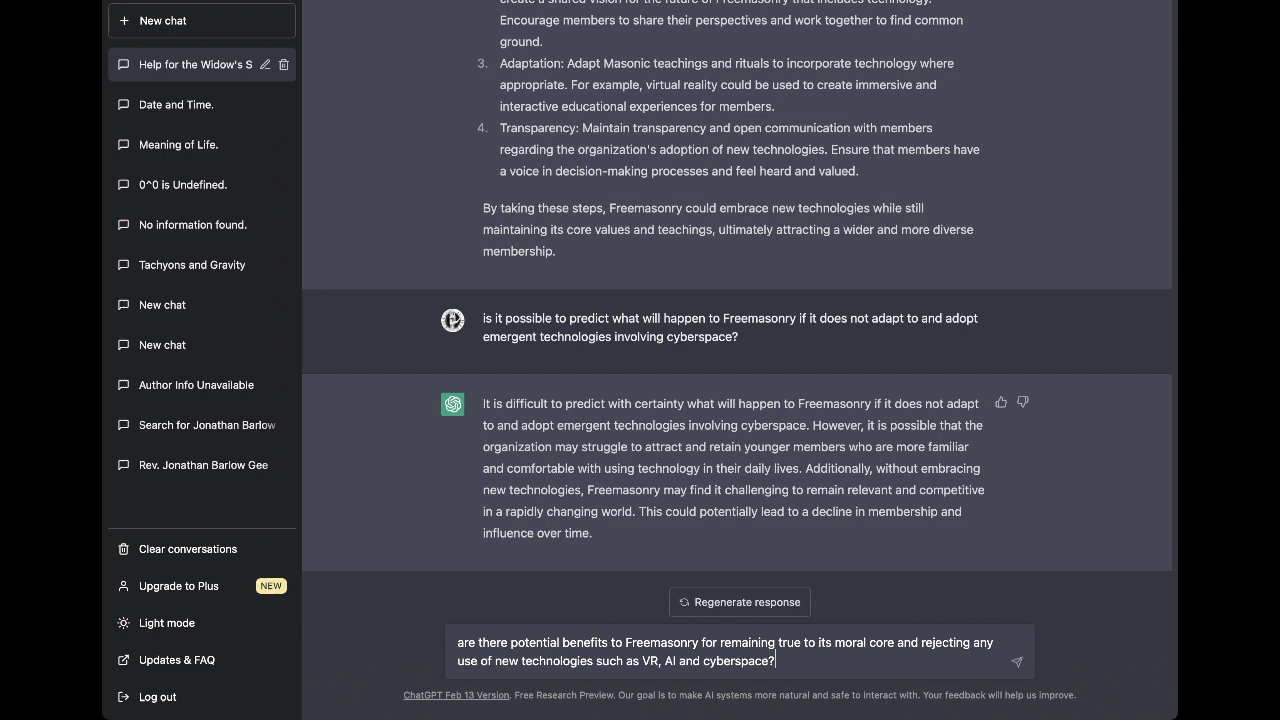 New chat
Help for the Widow's S
Date and Time.
Meaning of Life.
0^0 is Undefined.
No information found.
Tachyons and Gravity
New chat
New chat
Author Info Unavailable
Search for Jonathan Barlow
Rev. Jonathan Barlow Gee
Clear conversations
Upgrade to Plus NEW
Light mode
Updates & FAQ
Log out
create a shared vision for the future of Freemasonry that includes technology.
Encourage members to share their perspectives and work together to find common
ground.
3. Adaptation: Adapt Masonic teachings and rituals to incorporate technology where
appropriate. For example, virtual reality could be used to create immersive and
interactive educational experiences for members.
4. Transparency: Maintain transparency and open communication with members
regarding the organization's adoption of new technologies. Ensure that members have
a voice in decision-making processes and feel heard and valued.
By taking these steps, Freemasonry could embrace new technologies while still
maintaining its core values and teachings, ultimately attracting a wider and more diverse
membership.
is it possible to predict what will happen to Freemasonry if it does not adapt to and adopt
emergent technologies involving cyberspace?
It is difficult to predict with certainty what will happen to Freemasonry if it does not adapt
to and adopt emergent technologies involving cyberspace. However, it is possible that the
organization may struggle to attract and retain younger members who are more familiar
and comfortable with using technology in their daily lives. Additionally, without embracing
new technologies, Freemasonry may find it challenging to remain relevant and competitive
in a rapidly changing world. This could potentially lead to a decline in membership and
influence over time.
Regenerate response
are there potential benefits to Freemasonry for remaining true to its moral core and rejecting any
use of new technologies such as VR, AI and cyberspace?
ChatGPT Feb 13 Version. Free Research Preview. Our goal is to make AI systems more natural and safe to interact with. Your feedback will help us improve.